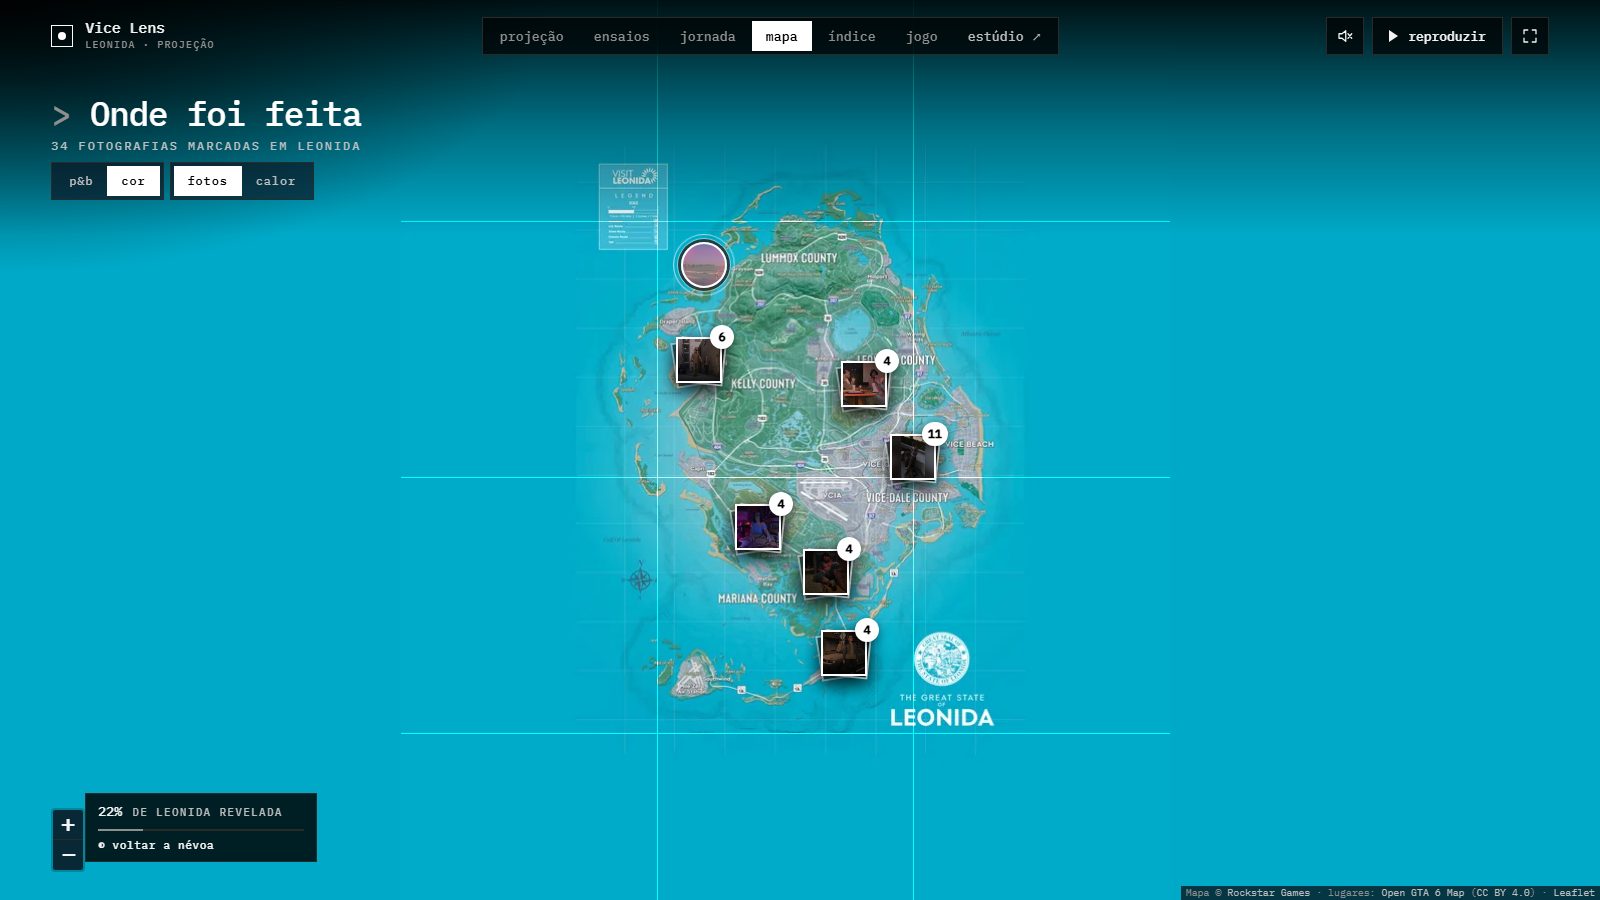 Vice Lens
LEONIDA · PROJEÇÃO
projeção
ensaios
jornada
mapa
índice
jogo
estúdio ↗
reproduzir
> Onde foi feita
34 FOTOGRAFIAS MARCADAS EM LEONIDA
p&b
cor
fotos
calor
VISIT
LEONIDA
LEGEND
LUMMOX COUNTY
6
4
COUNTY
KELLY COUNTY
11
VICE BEACH
VICE
VCIA
VICE-DALE COUNTY
4
4
MARIANA COUNTY
4
THE GREAT STATE
OF
LEONIDA
22% DE LEONIDA REVELADA
voltar a névoa
+
−
Mapa © Rockstar Games · lugares: Open GTA 6 Map (CC BY 4.0) · Leaflet